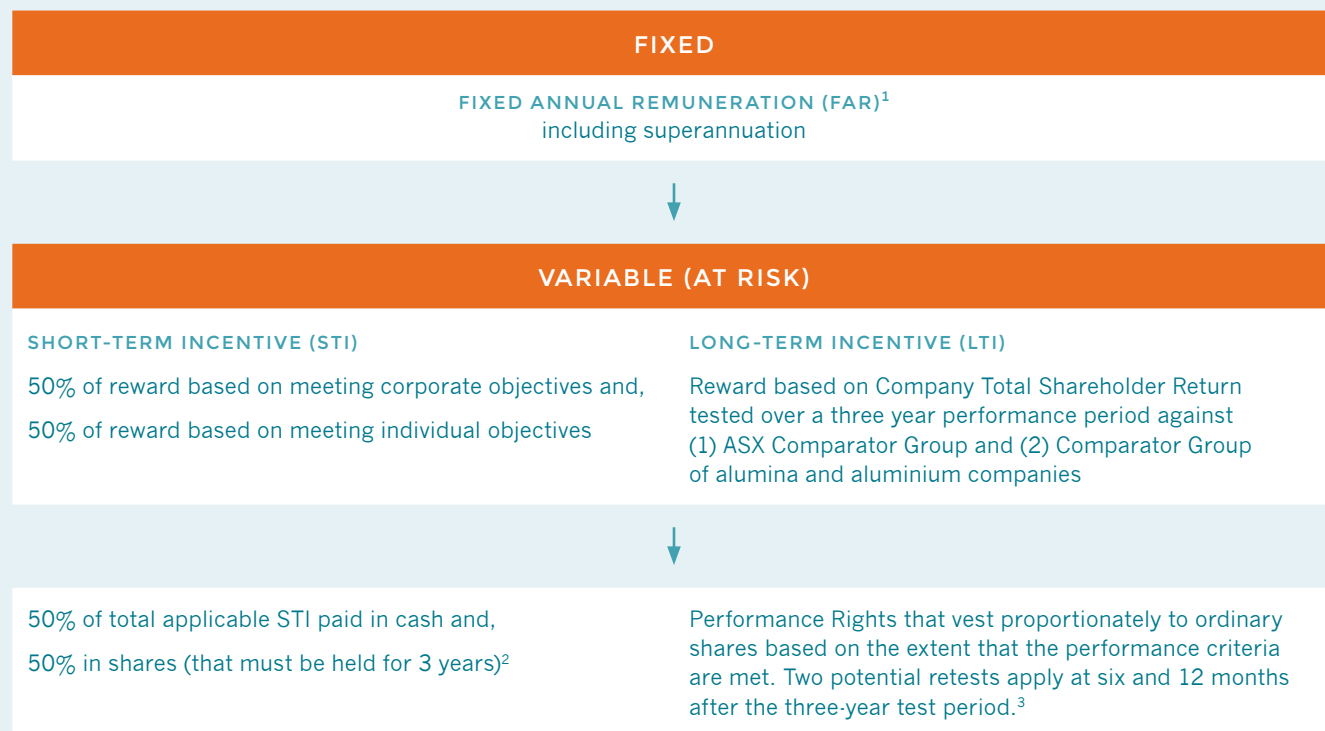 FIXED
FIXED ANNUAL REMUNERATION (FAR)¹
including superannuation
VARIABLE (AT RISK)
SHORT-TERM INCENTIVE (STI)
50% of reward based on meeting corporate objectives and,
50% of reward based on meeting individual objectives
LONG-TERM INCENTIVE (LTI)
Reward based on Company Total Shareholder Return
tested over a three year performance period against
(1) ASX Comparator Group and (2) Comparator Group
of alumina and aluminium companies
50% of total applicable STI paid in cash and,
50% in shares (that must be held for 3 years)²
Performance Rights that vest proportionately to ordinary
shares based on the extent that the performance criteria
are met. Two potential retests apply at six and 12 months
after the three-year test period.³